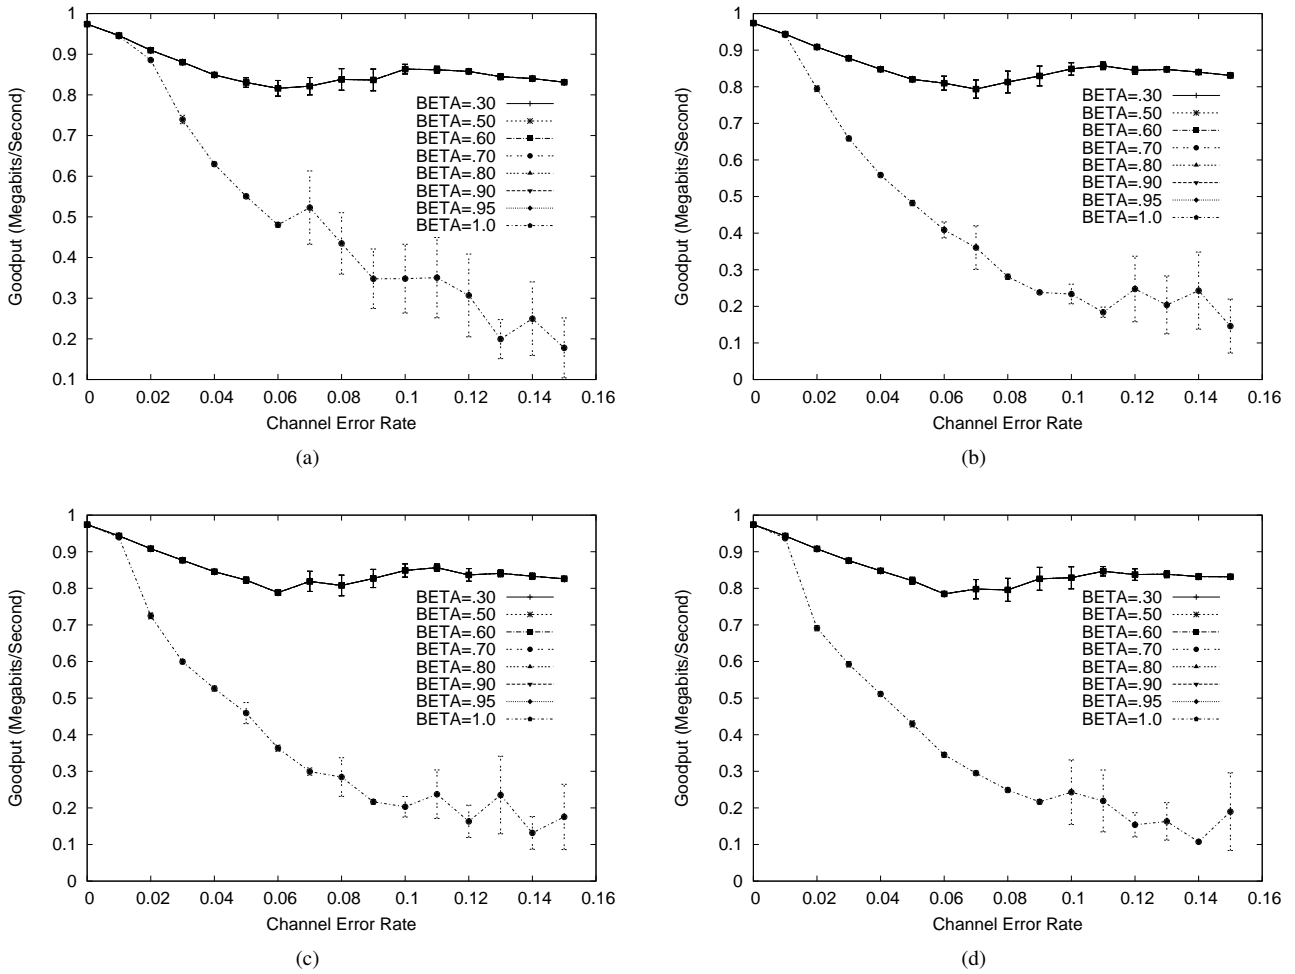 1
0.9
0.8
0.7
0.6
0.5
0.4
0.3
0.2
0.1
0 0.02 0.04 0.06 0.08 0.10 0.12 0.14 0.16
Goodput (Megabits/Second)
Channel Error Rate
BETA=.30
BETA=.50
BETA=.60
BETA=.70
BETA=.80
BETA=.90
BETA=.95
BETA=1.0
(a)
1
0.9
0.8
0.7
0.6
0.5
0.4
0.3
0.2
0.1
0
0 0.02 0.04 0.06 0.08 0.10 0.12 0.14 0.16
Goodput (Megabits/Second)
Channel Error Rate
BETA=.30
BETA=.50
BETA=.60
BETA=.70
BETA=.80
BETA=.90
BETA=.95
BETA=1.0
(b)
1
0.9
0.8
0.7
0.6
0.5
0.4
0.3
0.2
0.1
0
0 0.02 0.04 0.06 0.08 0.10 0.12 0.14 0.16
Goodput (Megabits/Second)
Channel Error Rate
BETA=.30
BETA=.50
BETA=.60
BETA=.70
BETA=.80
BETA=.90
BETA=.95
BETA=1.0
(c)
1
0.9
0.8
0.7
0.6
0.5
0.4
0.3
0.2
0.1
0
0 0.02 0.04 0.06 0.08 0.10 0.12 0.14 0.16
Goodput (Megabits/Second)
Channel Error Rate
BETA=.30
BETA=.50
BETA=.60
BETA=.70
BETA=.80
BETA=.90
BETA=.95
BETA=1.0
(d)